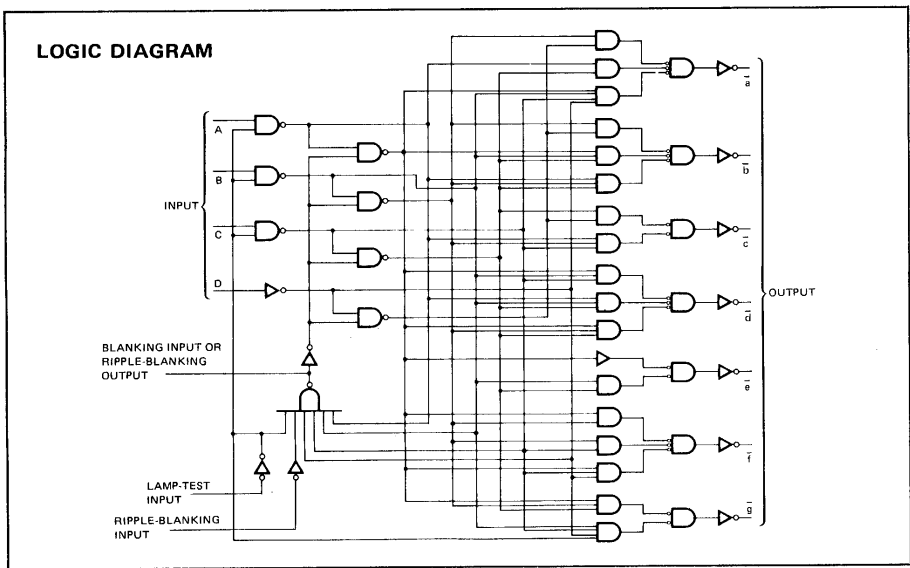 LOGIC DIAGRAM
A
B
INPUT
C
D
BLANKING INPUT OR
RIPPLE-BLANKING
OUTPUT
LAMP-TEST
INPUT
RIPPLE-BLANKING
INPUT
a̅
b̅
c̅
d̅
e̅
f̅
g̅
OUTPUT